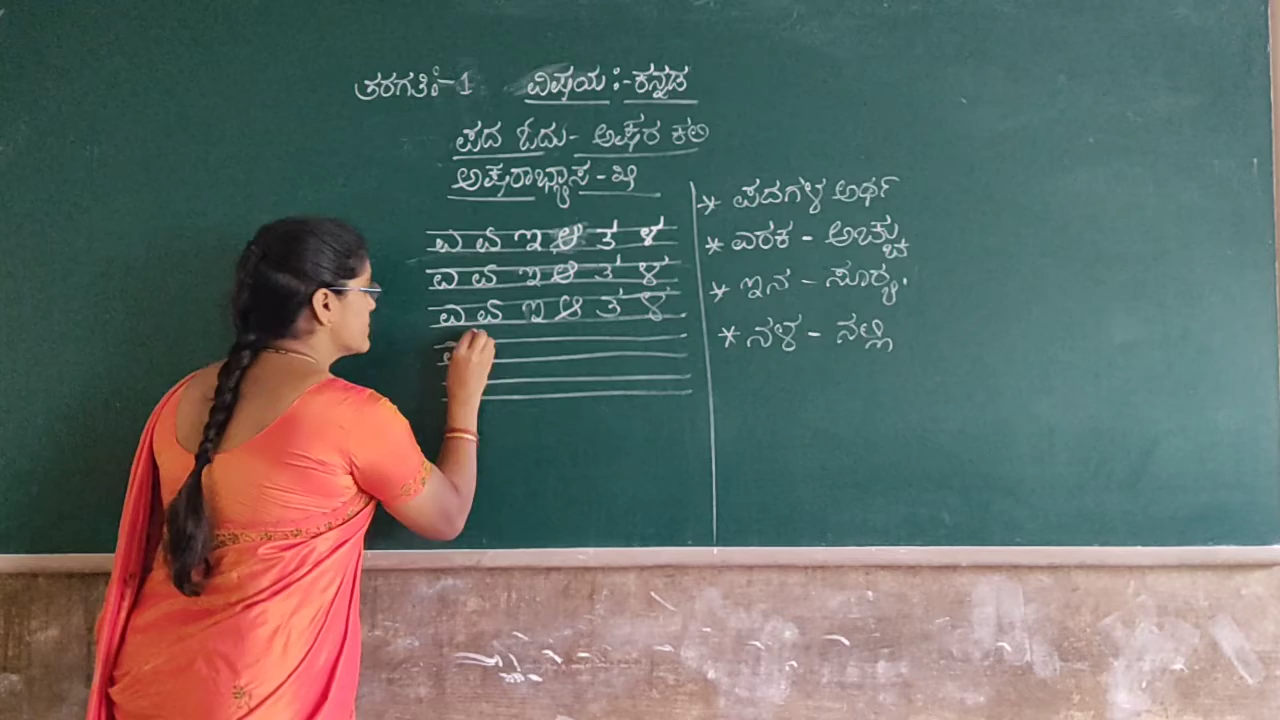 ತರಗತಿ:-1 ವಿಷಯ:-ಕನ್ನಡ
ಪದ ಓದು- ಅಕ್ಷರ ಕಲಿ
ಅಕ್ಷರಾಭ್ಯಾಸ-೫
ಎ ಏ ಇ ಆ ತ ಳ
ಎ ಏ ಇ ಆ ತ ಳ
ಎ ಏ ಇ ಆ ತ ಳ
* ಪದಗಳ ಅರ್ಥ
* ಎರಕ - ಅಚ್ಚು
* ಇನ - ಸೂರ್ಯ.
* ನಳ - ನಲ್ಲಿ